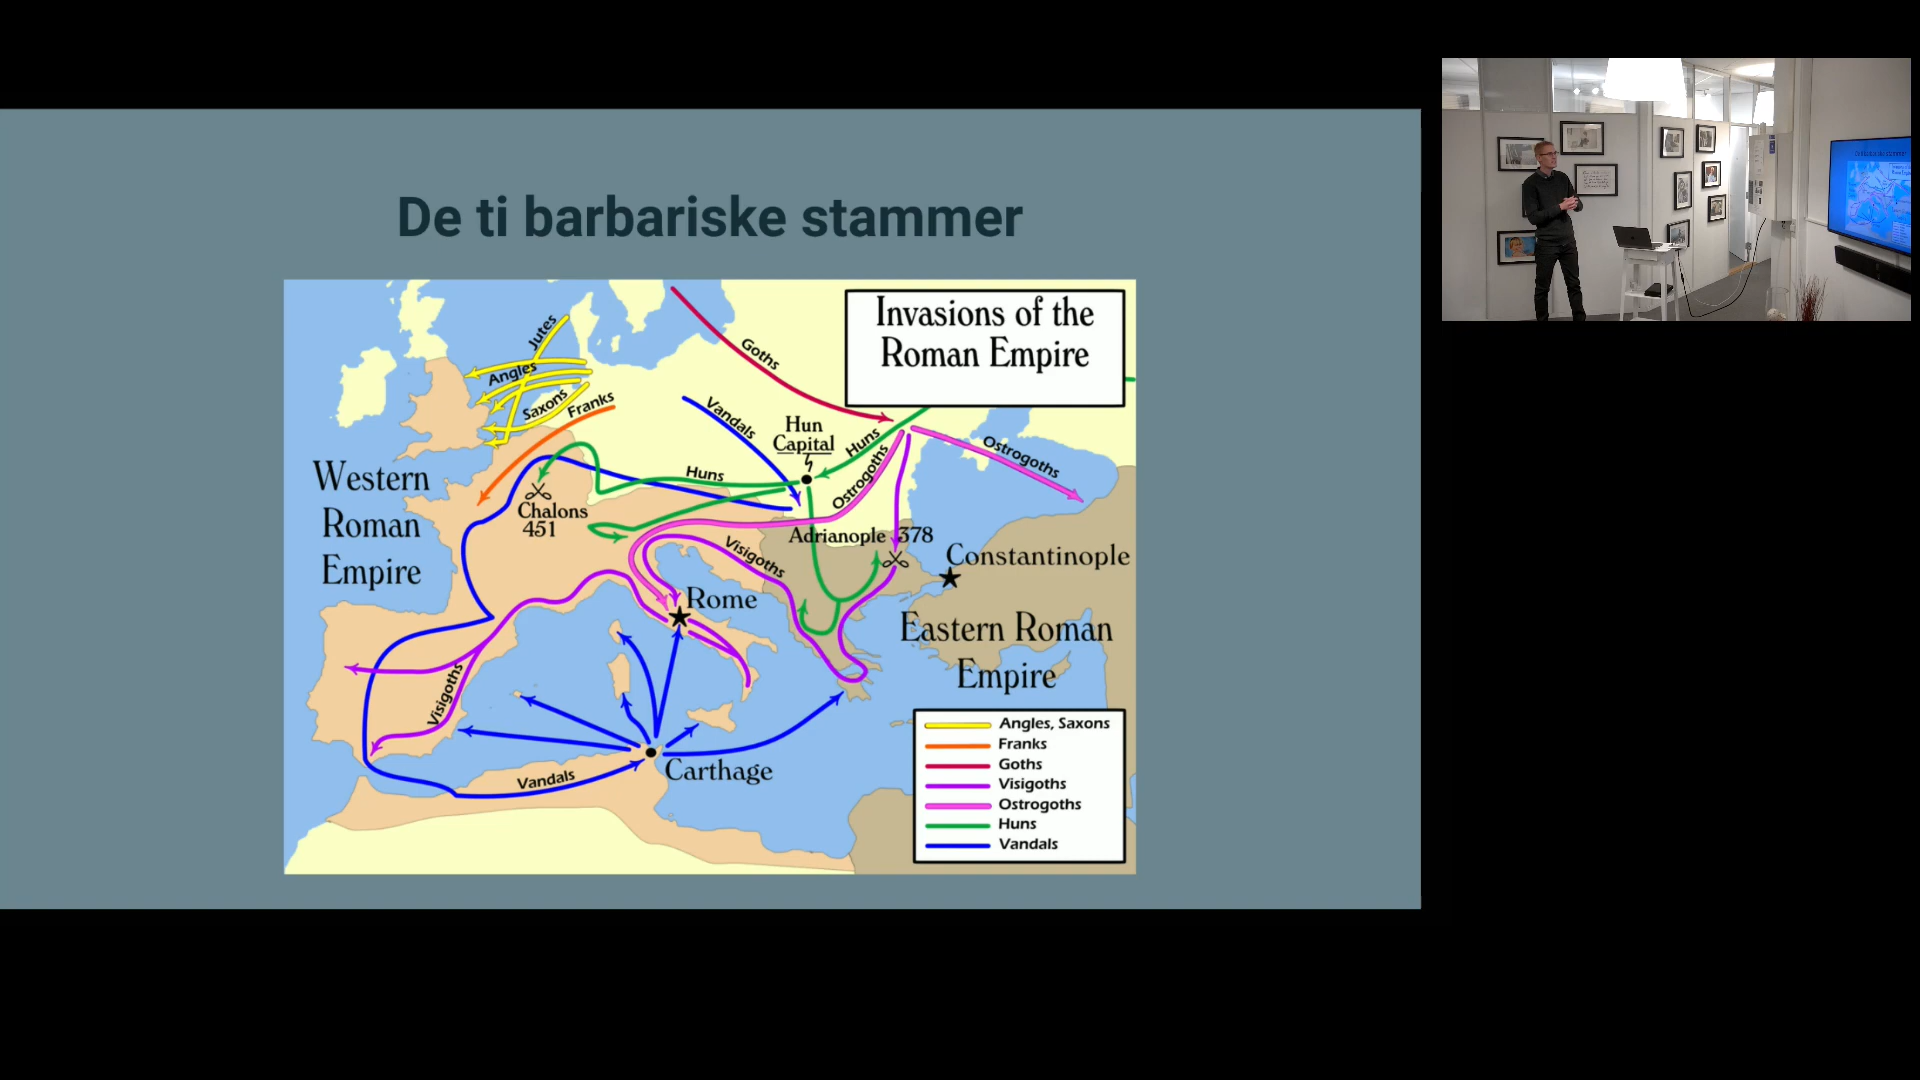 De ti barbariske stammer
Invasions of the
Roman Empire
Jutes
Angles
Saxons
Franks
Goths
Vandals
Hun
Capital
Huns
Ostrogoths
Ostrogoths
Huns
Western
Roman
Empire
Chalons
451
Adrianople 378
Constantinople
Visigoths
Rome
Eastern Roman
Empire
Visigoths
Vandals
Carthage
Angles, Saxons
Franks
Goths
Visigoths
Ostrogoths
Huns
Vandals